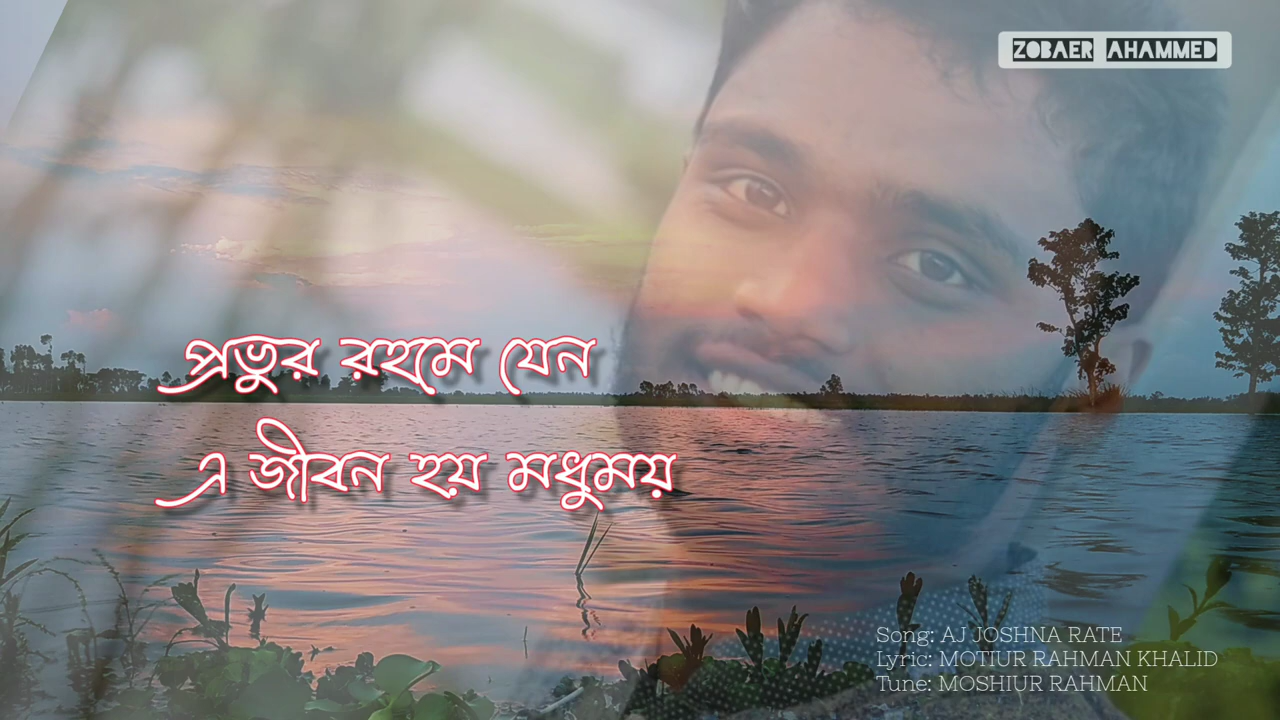 ZOBAER AHAMMED
প্রভুর রহমে যেন
এ জীবন হয় মধুময়
Song: AJ JOSHNA RATE
Lyric: MOTIUR RAHMAN KHALID
Tune: MOSHIUR RAHMAN